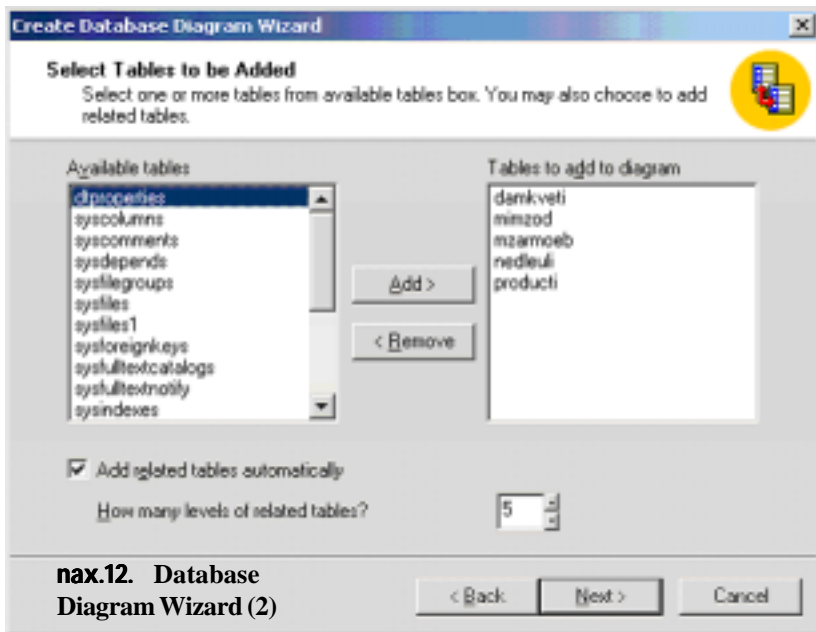 Create Database Diagram Wizard
Select Tables to be Added
Select one or more tables from available tables box. You may also choose to add
related tables.
Available tables
dtproperties
syscolumns
syscomments
sysdepends
sysfilegroups
sysfiles
sysfiles1
sysforeignkeys
sysfulltextcatalogs
sysfulltextnotify
sysindexes
Add >
< Remove
Tables to add to diagram
damkveti
mimzod
mzarmoeb
nedleuli
producti
Add related tables automatically
How many levels of related tables?
5
nax.12. Database
Diagram Wizard (2)
< Back
Next >
Cancel